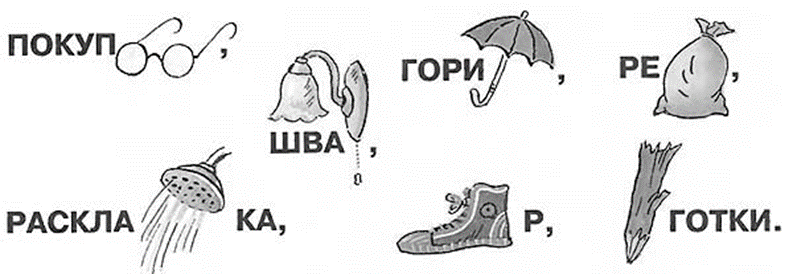 ПОКУП , ГОРИ , РЕ ,
ШВА ,
РАСКЛА КА, Р, ГОТКИ.